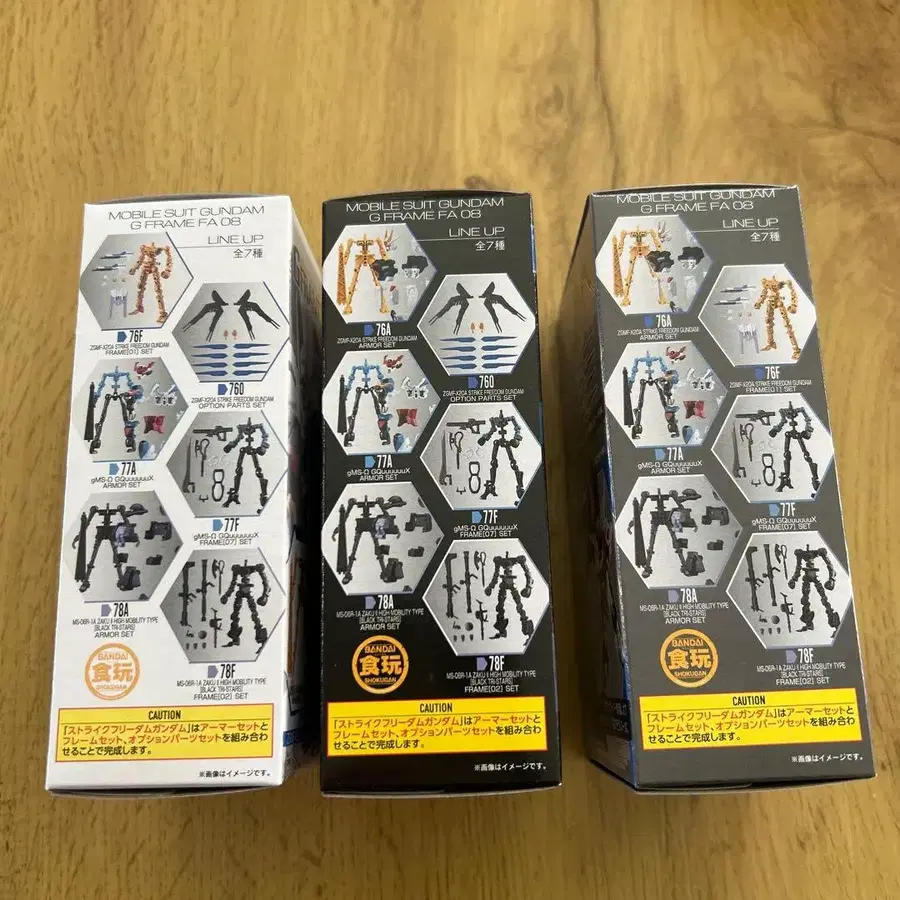 MOBILE SUIT GUNDAM
G FRAME FA 08
LINE UP
全7種
76F
ZGMF-X20A STRIKE FREEDOM GUNDAM
FRAME[01] SET
76O
ZGMF-X20A STRIKE FREEDOM GUNDAM
OPTION PARTS SET
77A
gMS-Ω GQuuuuuuX
ARMOR SET
77F
gMS-Ω GQuuuuuuX
FRAME[07] SET
78A
MS-06R-1A ZAKU II HIGH MOBILITY TYPE
[BLACK TRI-STARS]
ARMOR SET
78F
MS-06R-1A ZAKU II HIGH MOBILITY TYPE
[BLACK TRI-STARS]
FRAME[02] SET
BANDAI
食玩
SHOKUGAN
CAUTION
「ストライクフリーダムガンダム」はアーマーセットと
フレームセット、オプションパーツセットを組み合わ
せることで完成します。
※画像はイメージです。
MOBILE SUIT GUNDAM
G FRAME FA 08
LINE UP
全7種
76A
ZGMF-X20A STRIKE FREEDOM GUNDAM
ARMOR SET
76O
ZGMF-X20A STRIKE FREEDOM GUNDAM
OPTION PARTS SET
77A
gMS-Ω GQuuuuuuX
ARMOR SET
77F
gMS-Ω GQuuuuuuX
FRAME[07] SET
78A
MS-06R-1A ZAKU II HIGH MOBILITY TYPE
[BLACK TRI-STARS]
ARMOR SET
78F
MS-06R-1A ZAKU II HIGH MOBILITY TYPE
[BLACK TRI-STARS]
FRAME[02] SET
BANDAI
食玩
SHOKUGAN
CAUTION
「ストライクフリーダムガンダム」はアーマーセットと
フレームセット、オプションパーツセットを組み合わ
せることで完成します。
※画像はイメージです。
MOBILE SUIT GUNDAM
G FRAME FA 08
LINE UP
全7種
76A
ZGMF-X20A STRIKE FREEDOM GUNDAM
ARMOR SET
76F
ZGMF-X20A STRIKE FREEDOM GUNDAM
FRAME[01] SET
77A
gMS-Ω GQuuuuuuX
ARMOR SET
77F
gMS-Ω GQuuuuuuX
FRAME[07] SET
78A
MS-06R-1A ZAKU II HIGH MOBILITY TYPE
[BLACK TRI-STARS]
ARMOR SET
78F
MS-06R-1A ZAKU II HIGH MOBILITY TYPE
[BLACK TRI-STARS]
FRAME[02] SET
BANDAI
食玩
SHOKUGAN
CAUTION
「ストライクフリーダムガンダム」はアーマーセットと
フレームセット、オプションパーツセットを組み合わ
せることで完成します。
※画像はイメージです。